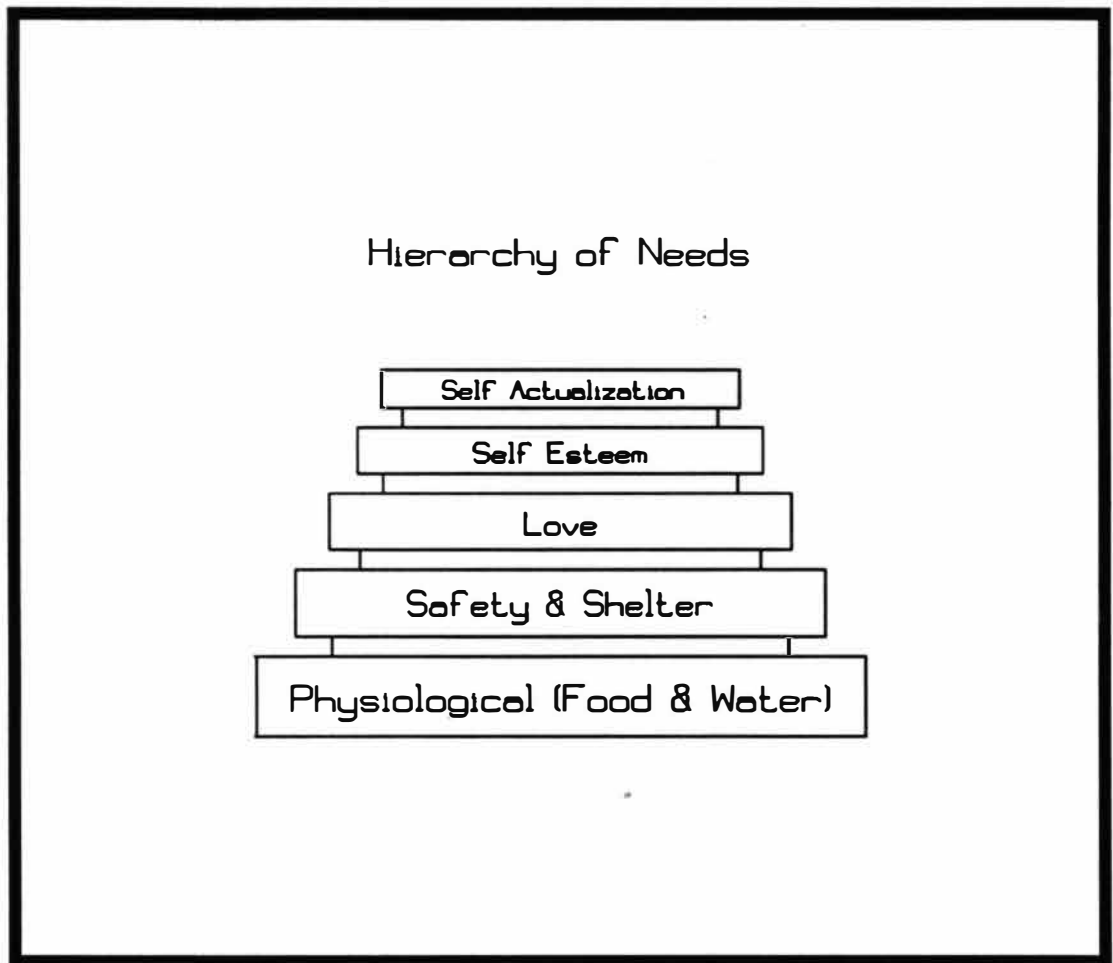 Hierarchy of Needs
Self Actualization
Self Esteem
Love
Safety & Shelter
Physiological (Food & Water)